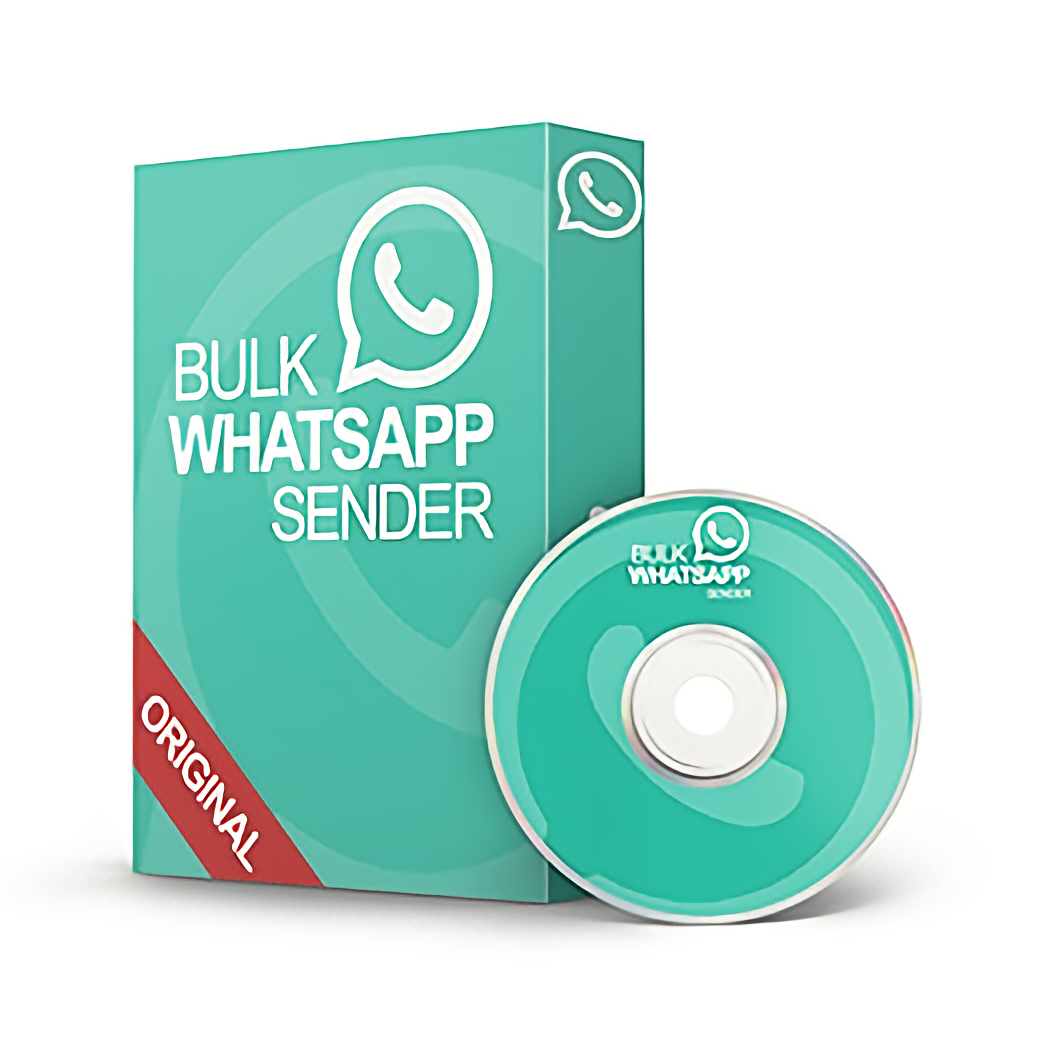 BULK
WHATSAPP
SENDER
ORIGINAL
BULK
WHATSAPP
SENDER